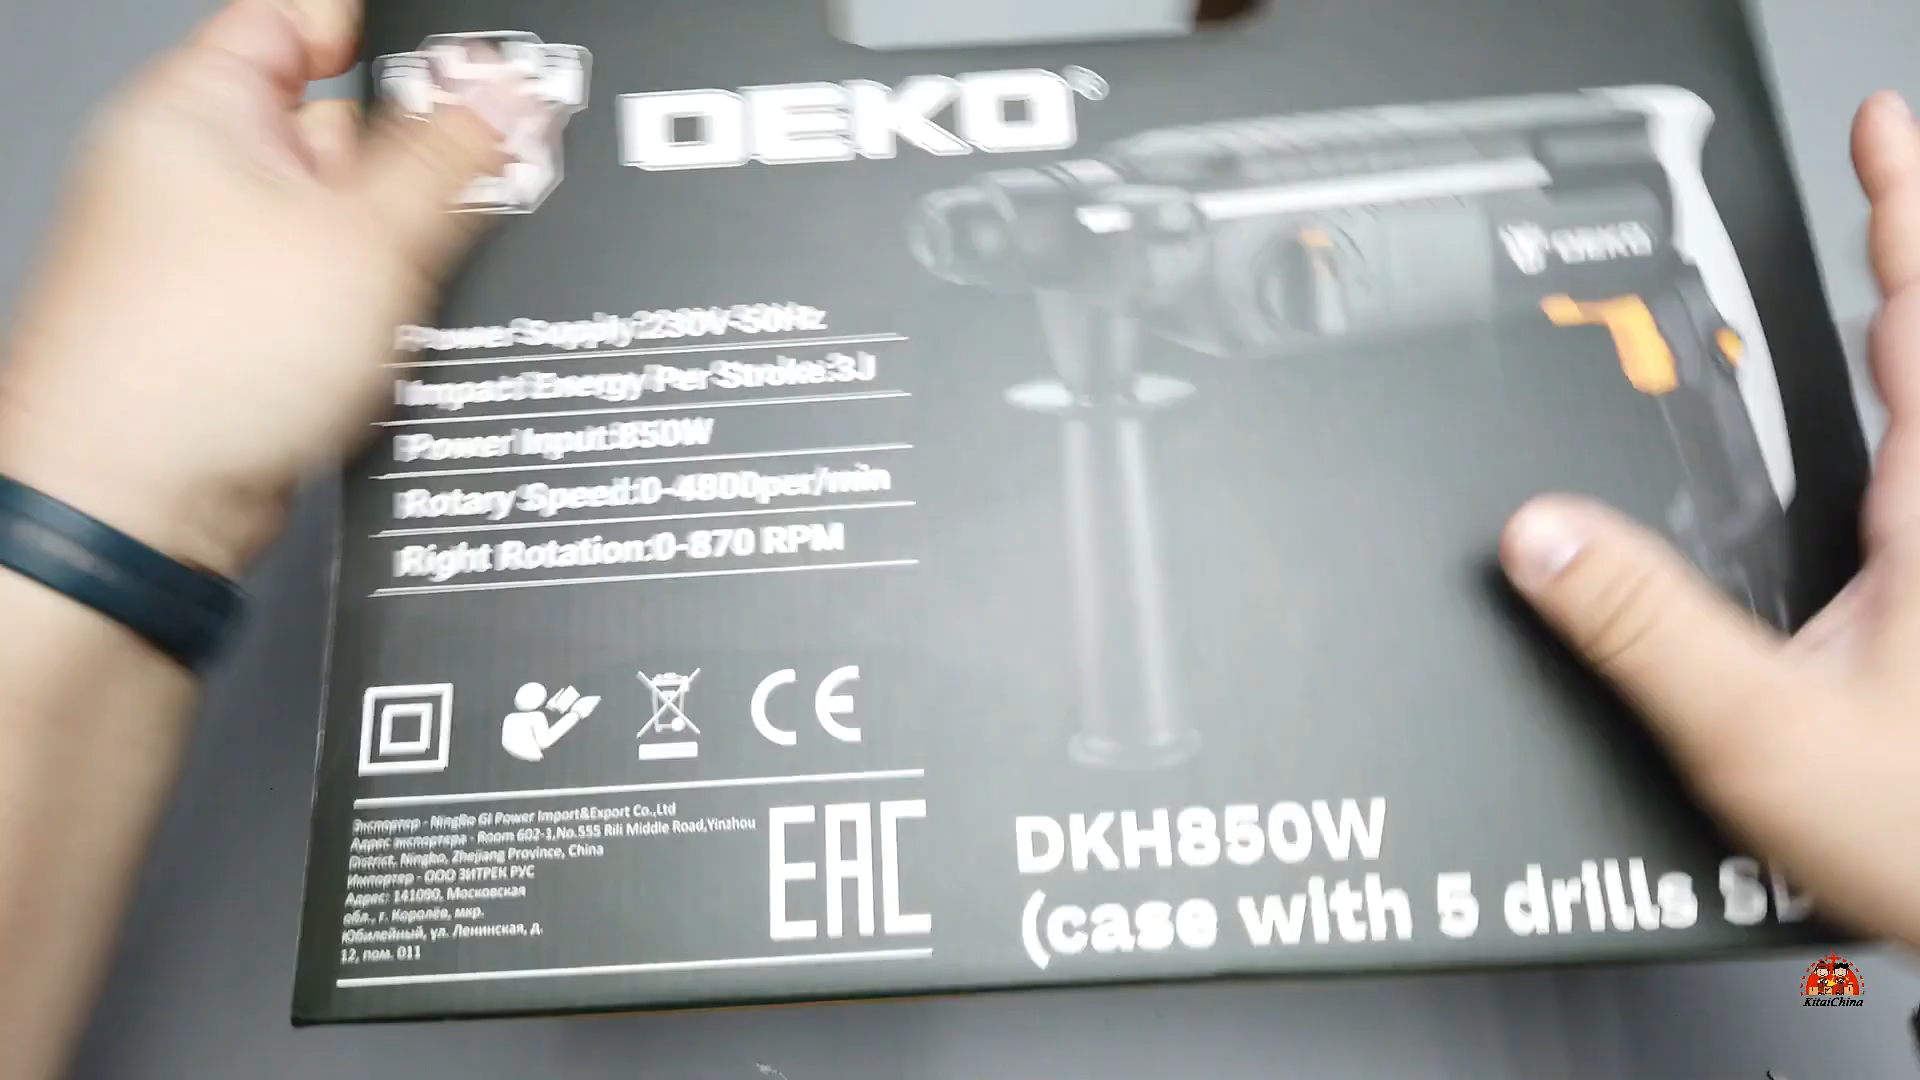 DEKO®
DEKO
Power Supply:230V-50Hz
Impact Energy Per Stroke:3J
Power Input:850W
Rotary Speed:0-4800per/min
Right Rotation:0-870 RPM
CE
Экспортер - NingBo GI Power Import&Export Co.,Ltd
Адрес экспортера - Room 602-1,No.555 Rili Middle Road,Yinzhou
District, Ningbo, Zhejiang Province, China
Импортер - ООО ЗИТРЕК РУС
Адрес: 141090, Московская
обл., г. Королёв, мкр.
Юбилейный, ул. Ленинская, д.
12, пом. 011
EAC
DKH850W
(case with 5 drills
KitaiChina